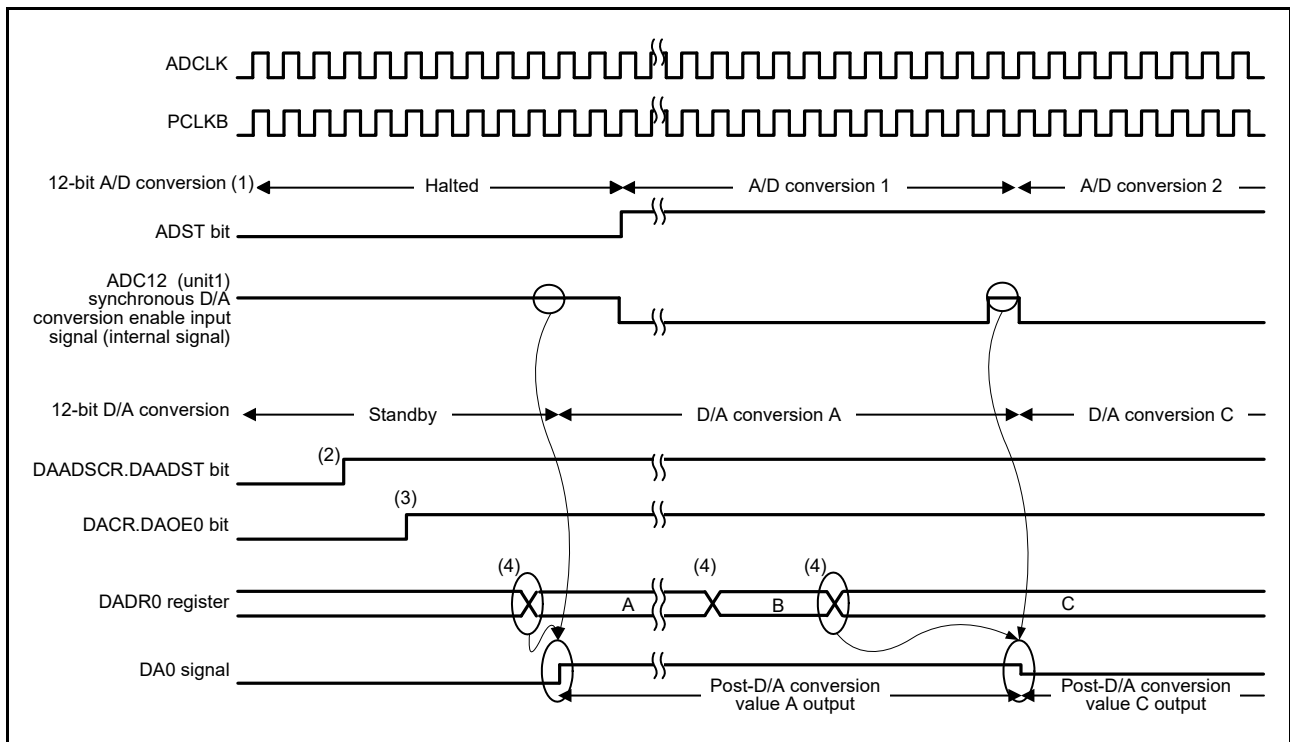 ADCLK
PCLKB
12-bit A/D conversion (1)
Halted
A/D conversion 1
A/D conversion 2
ADST bit
ADC12 (unit1)
synchronous D/A
conversion enable input
signal (internal signal)
12-bit D/A conversion
Standby
D/A conversion A
D/A conversion C
DAADSCR.DAADST bit
(2)
DACR.DAOE0 bit
(3)
(4)
(4)
(4)
DADR0 register
A
B
C
DA0 signal
Post-D/A conversion
value A output
Post-D/A conversion
value C output